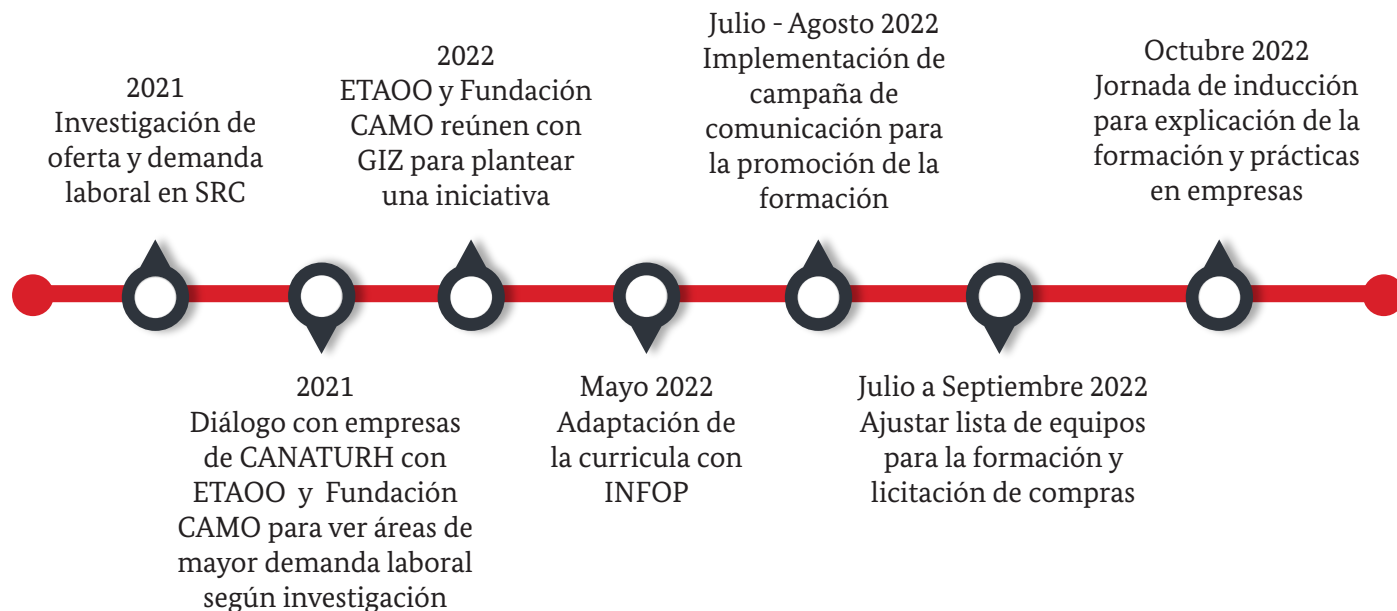 2021
Investigación de
oferta y demanda
laboral en SRC
2021
Diálogo con empresas
de CANATURH con
ETAOO y Fundación
CAMO para ver áreas de
mayor demanda laboral
según investigación
2022
ETAOO y Fundación
CAMO reúnen con
GIZ para plantear
una iniciativa
Mayo 2022
Adaptación de
la curricula con
INFOP
Julio - Agosto 2022
Implementación de
campaña de
comunicación para
la promoción de la
formación
Julio a Septiembre 2022
Ajustar lista de equipos
para la formación y
licitación de compras
Octubre 2022
Jornada de inducción
para explicación de la
formación y prácticas
en empresas